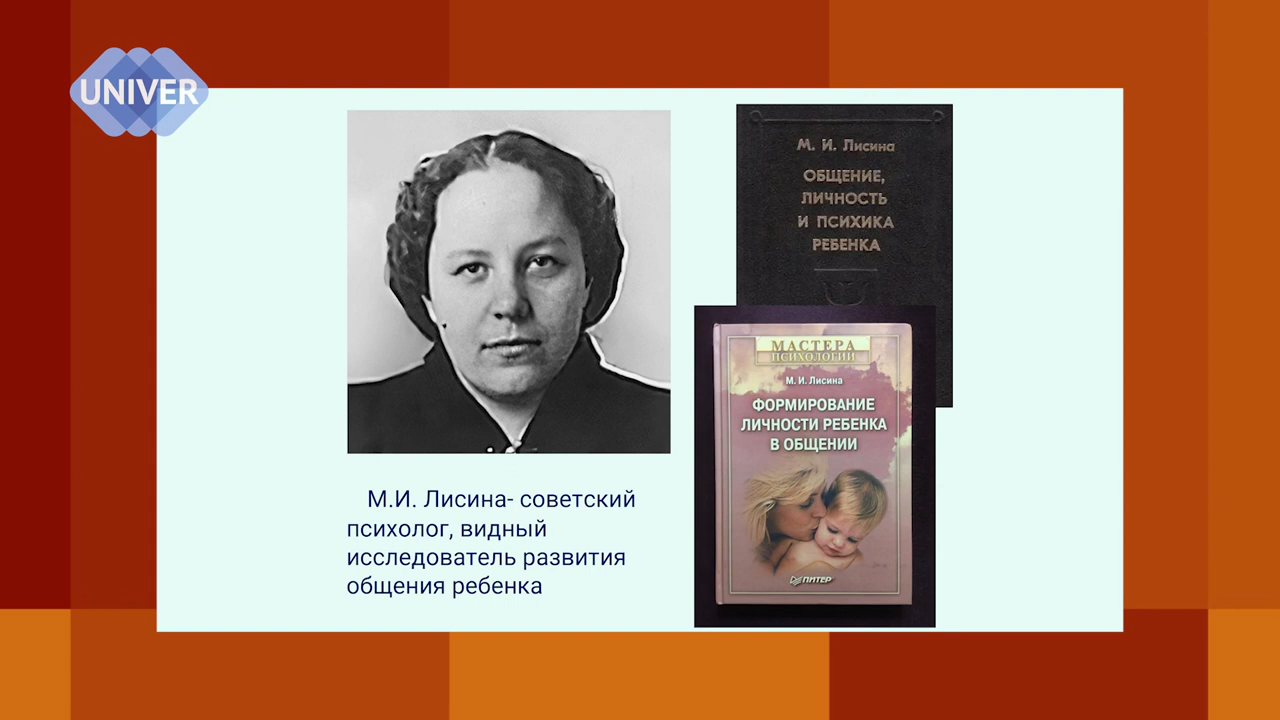 UNIVER
М. И. Лисина
ОБЩЕНИЕ,
ЛИЧНОСТЬ
И ПСИХИКА
РЕБЕНКА
МАСТЕРА
ПСИХОЛОГИИ
М. И. Лисина
ФОРМИРОВАНИЕ
ЛИЧНОСТИ РЕБЕНКА
В ОБЩЕНИИ
ПИТЕР
М.И. Лисина- советский
психолог, видный
исследователь развития
общения ребенка